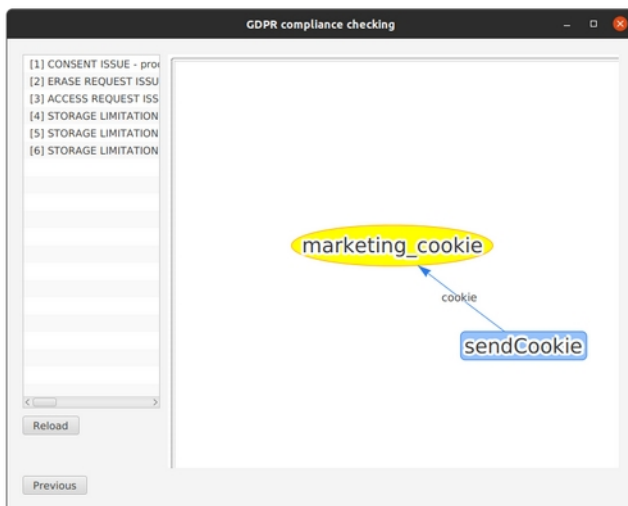 GDPR compliance checking
[1] CONSENT ISSUE - pro
[2] ERASE REQUEST ISSU
[3] ACCESS REQUEST ISS
[4] STORAGE LIMITATION
[5] STORAGE LIMITATION
[6] STORAGE LIMITATION
marketing_cookie
cookie
sendCookie
Reload
Previous